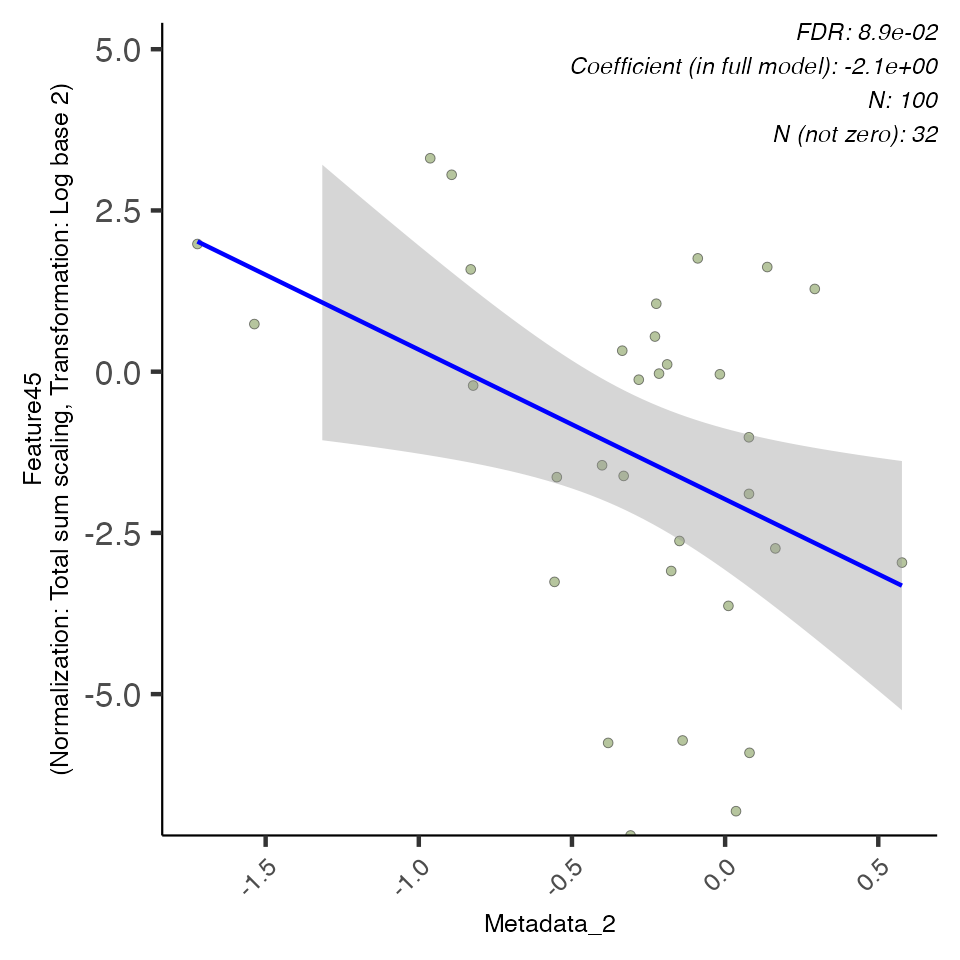 FDR: 8.9e-02
Coefficient (in full model): -2.1e+00
N: 100
N (not zero): 32
Feature45
(Normalization: Total sum scaling, Transformation: Log base 2)
5.0
2.5
0.0
-2.5
-5.0
-1.5
-1.0
-0.5
0.0
0.5
Metadata_2